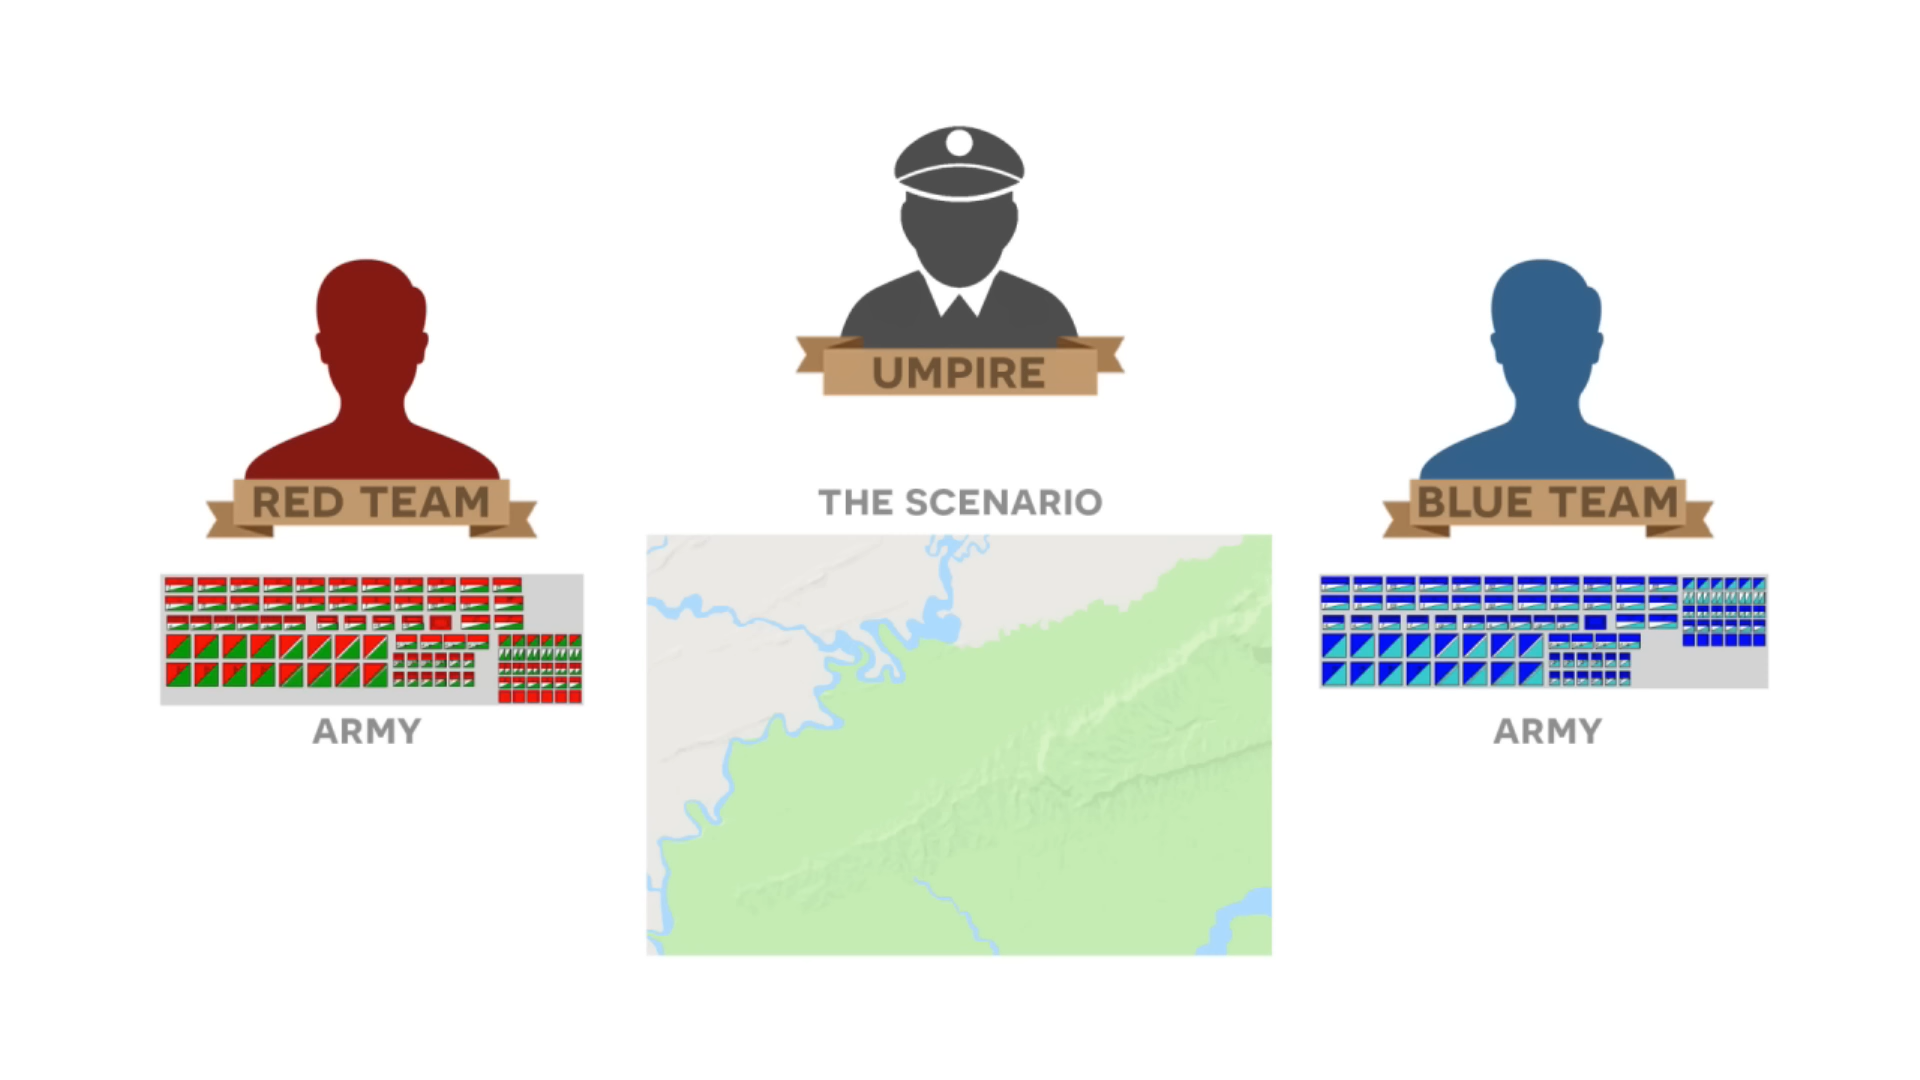 UMPIRE
RED TEAM
THE SCENARIO
BLUE TEAM
ARMY
ARMY